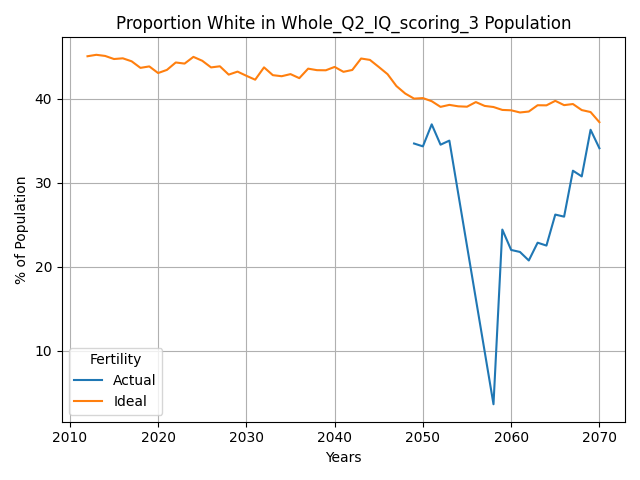 Proportion White in Whole_Q2_IQ_scoring_3 Population
% of Population
40
30
20
10
Fertility
Actual
Ideal
2010 2020 2030 2040 2050 2060 2070
Years